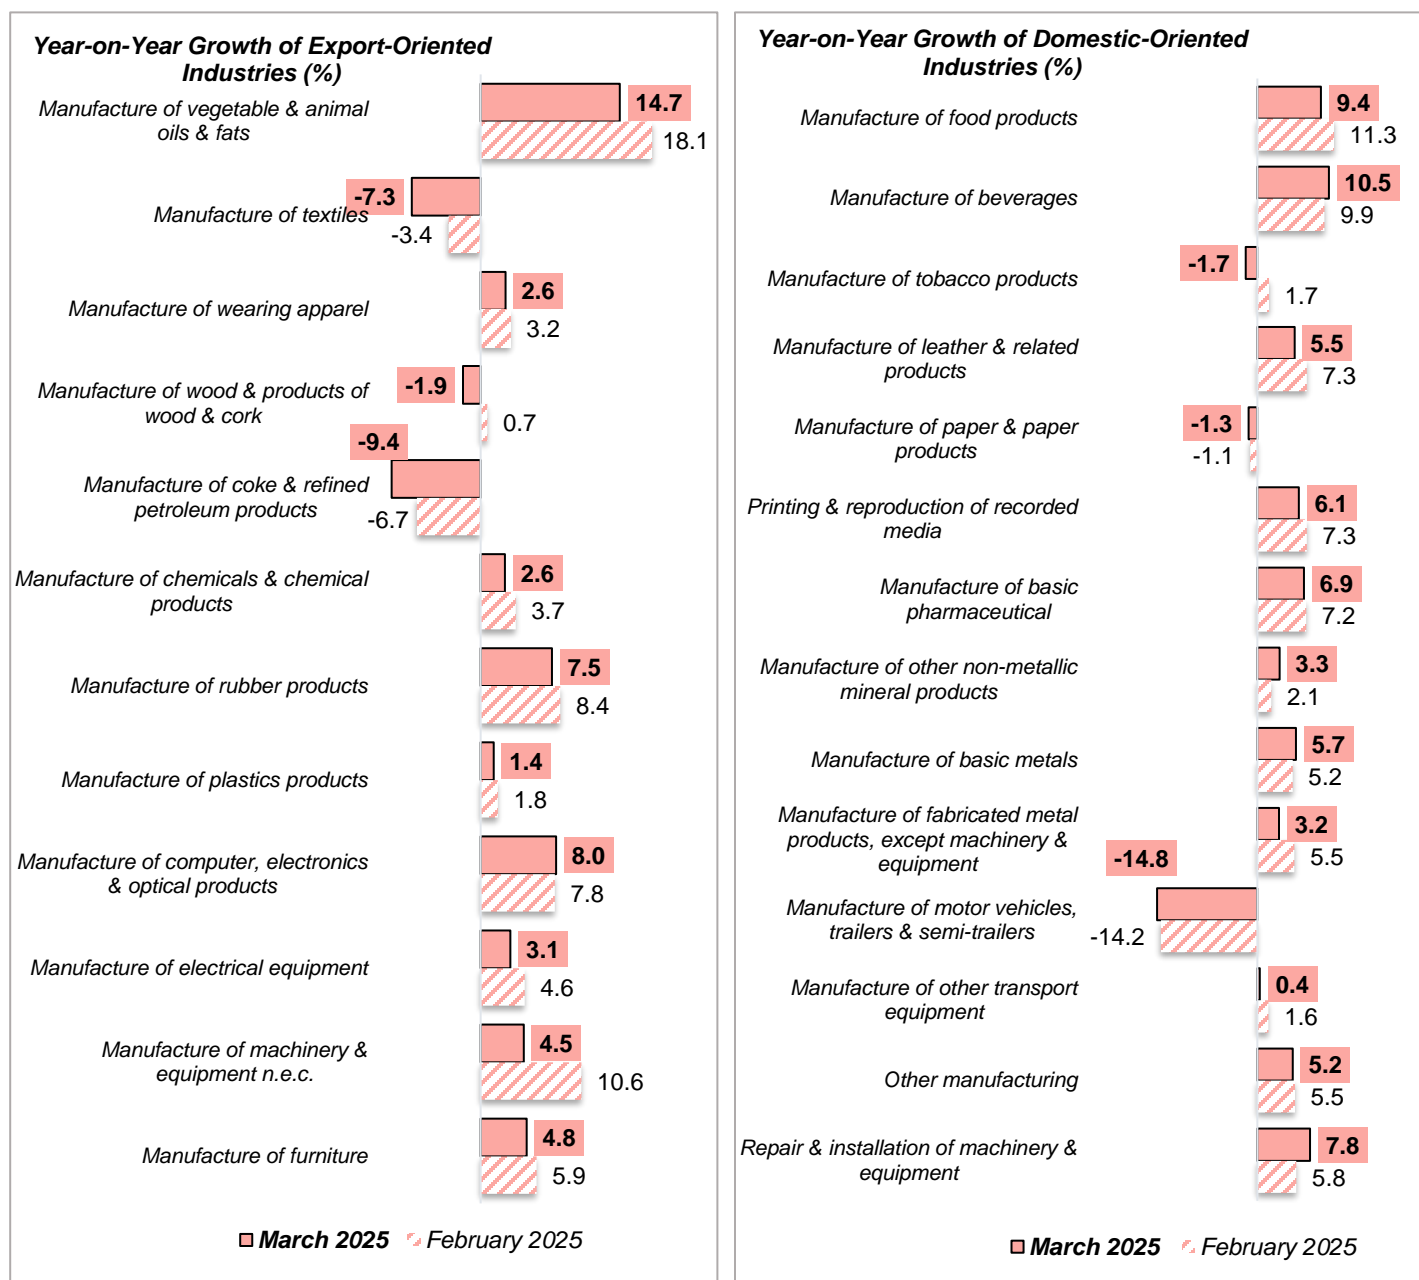 Year-on-Year Growth of Export-Oriented
Industries (%)
Manufacture of vegetable & animal
oils & fats
14.7
18.1
Manufacture of textiles
-7.3
-3.4
Manufacture of wearing apparel
2.6
3.2
Manufacture of wood & products of
wood & cork
-1.9
0.7
Manufacture of coke & refined
petroleum products
-9.4
-6.7
Manufacture of chemicals & chemical
products
2.6
3.7
Manufacture of rubber products
7.5
8.4
Manufacture of plastics products
1.4
1.8
Manufacture of computer, electronics
& optical products
8.0
7.8
Manufacture of electrical equipment
3.1
4.6
Manufacture of machinery &
equipment n.e.c.
4.5
10.6
Manufacture of furniture
4.8
5.9
March 2025
February 2025
Year-on-Year Growth of Domestic-Oriented
Industries (%)
Manufacture of food products
9.4
11.3
Manufacture of beverages
10.5
9.9
Manufacture of tobacco products
-1.7
1.7
Manufacture of leather & related
products
5.5
7.3
Manufacture of paper & paper
products
-1.3
-1.1
Printing & reproduction of recorded
media
6.1
7.3
Manufacture of basic
pharmaceutical
6.9
7.2
Manufacture of other non-metallic
mineral products
3.3
2.1
Manufacture of basic metals
5.7
5.2
Manufacture of fabricated metal
products, except machinery &
equipment
3.2
5.5
Manufacture of motor vehicles,
trailers & semi-trailers
-14.8
-14.2
Manufacture of other transport
equipment
0.4
1.6
Other manufacturing
5.2
5.5
Repair & installation of machinery &
equipment
7.8
5.8
March 2025
February 2025